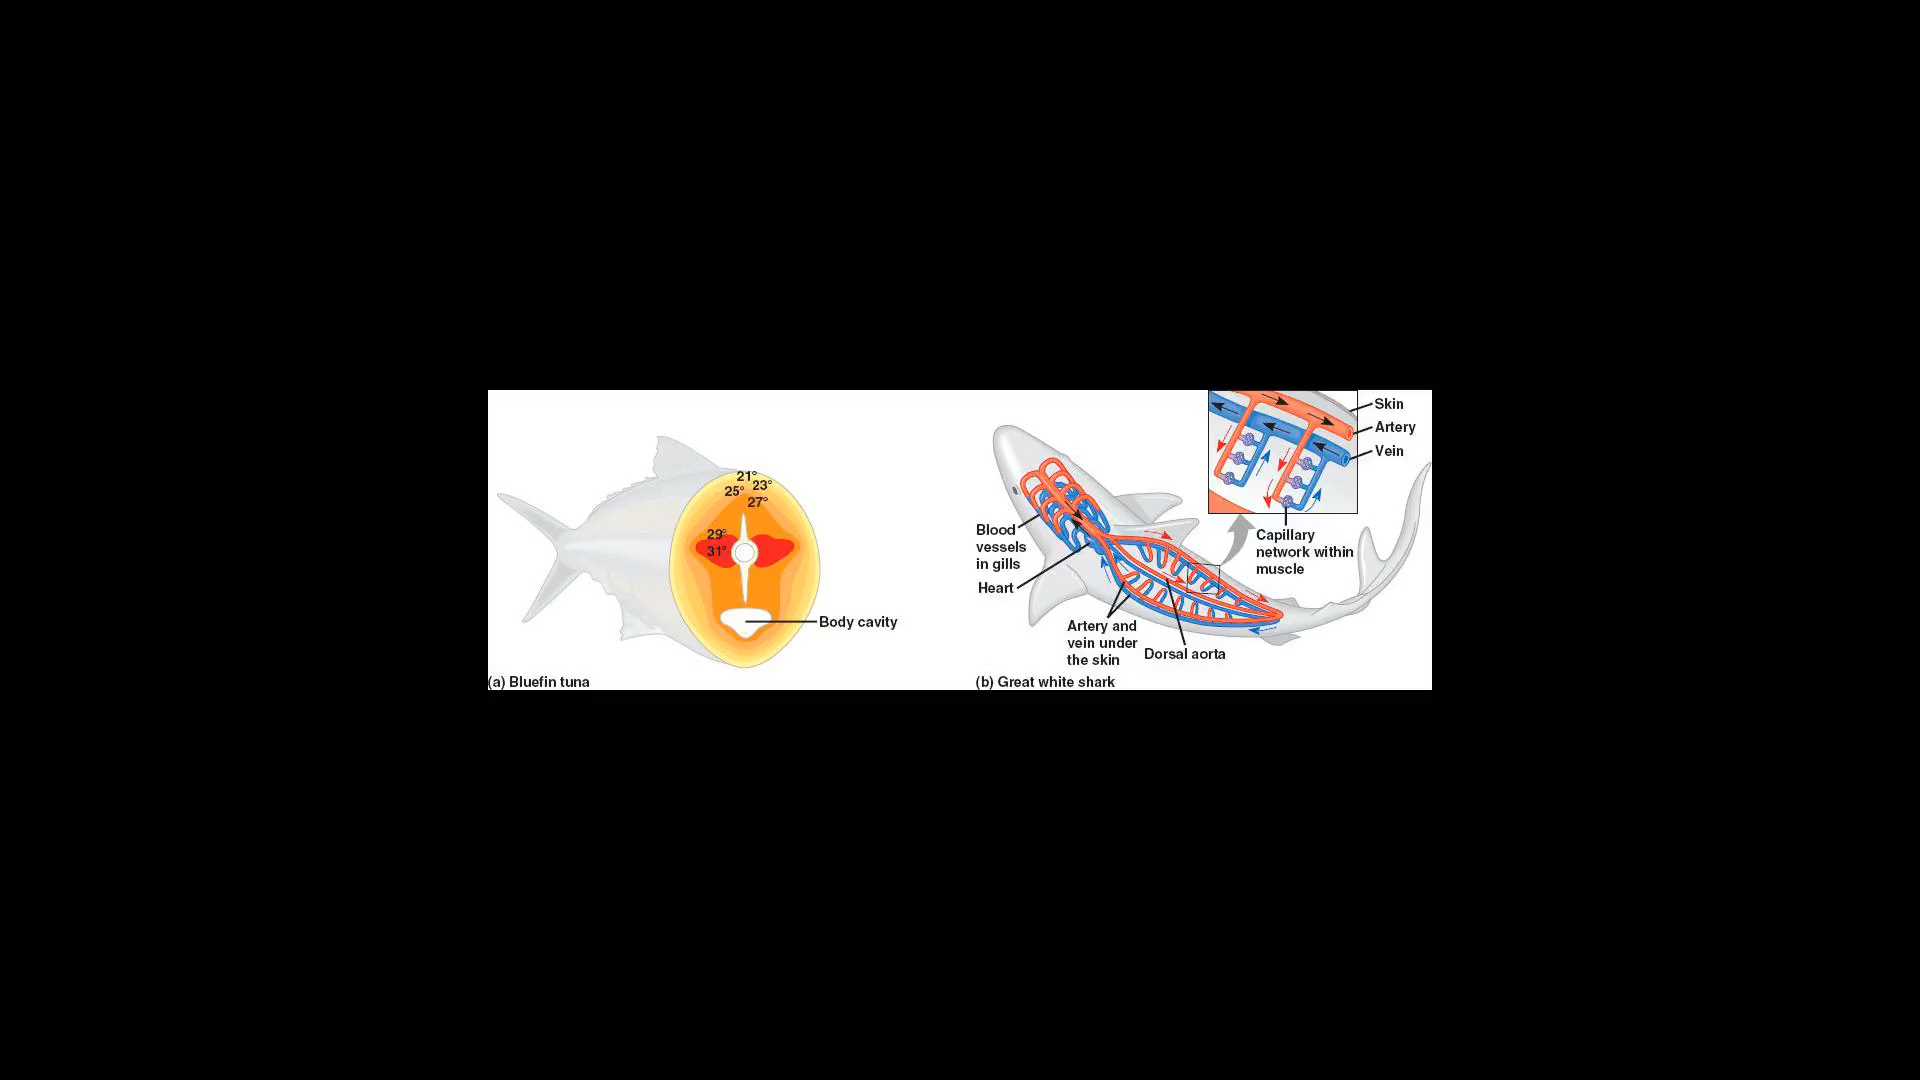 21°
25° 23°
27°
29°
31°
Body cavity
(a) Bluefin tuna
Skin
Artery
Vein
Blood
vessels
in gills
Heart
Capillary
network within
muscle
Artery and
vein under
the skin
Dorsal aorta
(b) Great white shark